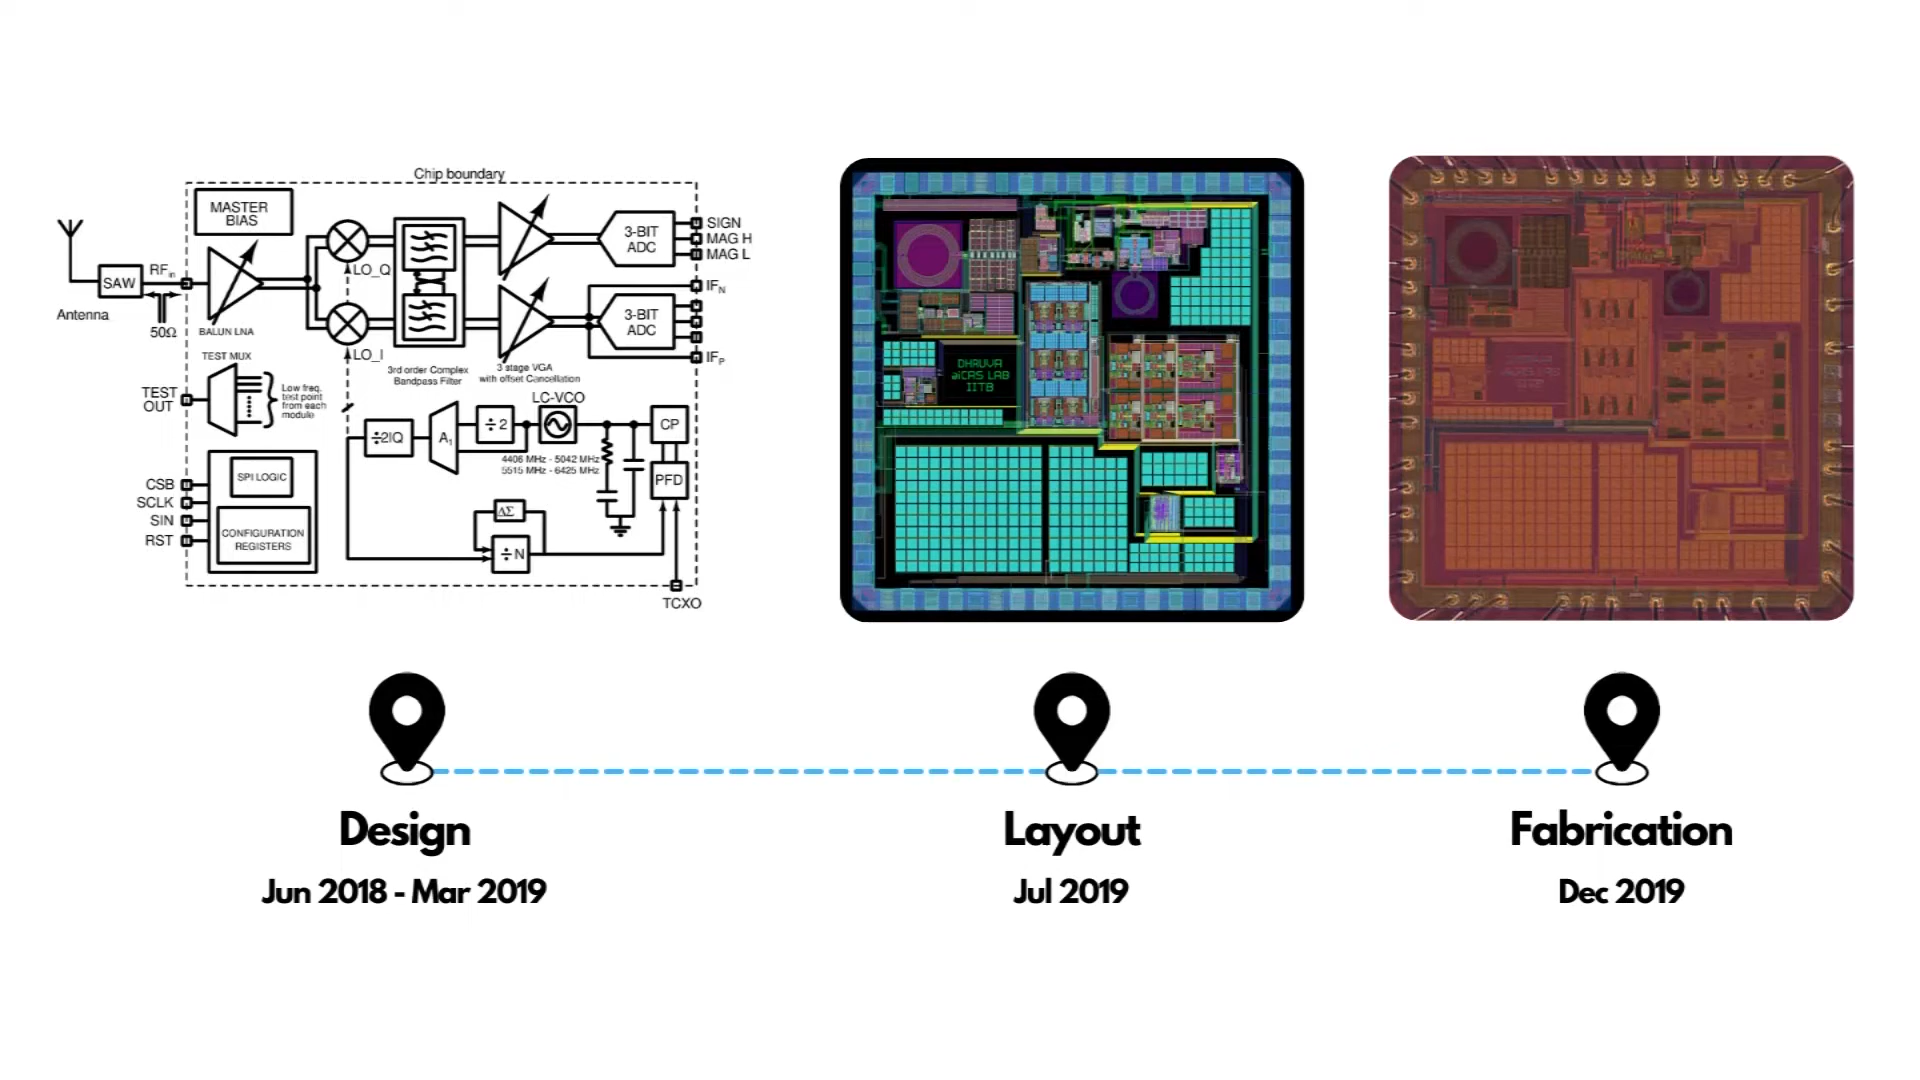 Chip boundary
MASTER
BIAS
SIGN
MAG H
MAG L
3-BIT
ADC
LO_Q
RFin
SAW
IFN
Antenna
50Ω
BALUN LNA
3-BIT
ADC
LO_I
IFP
TEST MUX
3rd order Complex
Bandpass Filter
3 stage VGA
with offset Cancellation
TEST
OUT
Low freq.
test point
from each
module
LC-VCO
÷2IQ
A1
÷2
CP
4406 MHz - 5042 MHz
5515 MHz - 6425 MHz
PFD
CSB
SCLK
SIN
RST
SPI LOGIC
CONFIGURATION
REGISTERS
ΔΣ
÷N
TCXO
DHRUVA
aiCAS LAB
IITB
Design
Jun 2018 - Mar 2019
Layout
Jul 2019
Fabrication
Dec 2019